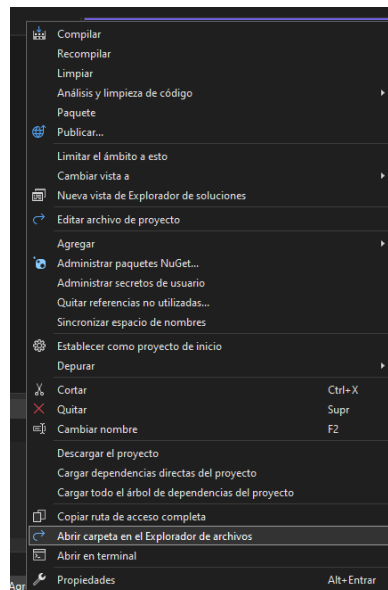 Compilar
Recompilar
Limpiar
Análisis y limpieza de código
Paquete
Publicar...
Limitar el ámbito a esto
Cambiar vista a
Nueva vista de Explorador de soluciones
Editar archivo de proyecto
Agregar
Administrar paquetes NuGet...
Administrar secretos de usuario
Quitar referencias no utilizadas...
Sincronizar espacio de nombres
Establecer como proyecto de inicio
Depurar
Cortar Ctrl+X
Quitar Supr
Cambiar nombre F2
Descargar el proyecto
Cargar dependencias directas del proyecto
Cargar todo el árbol de dependencias del proyecto
Copiar ruta de acceso completa
Abrir carpeta en el Explorador de archivos
Abrir en terminal
Propiedades Alt+Entrar